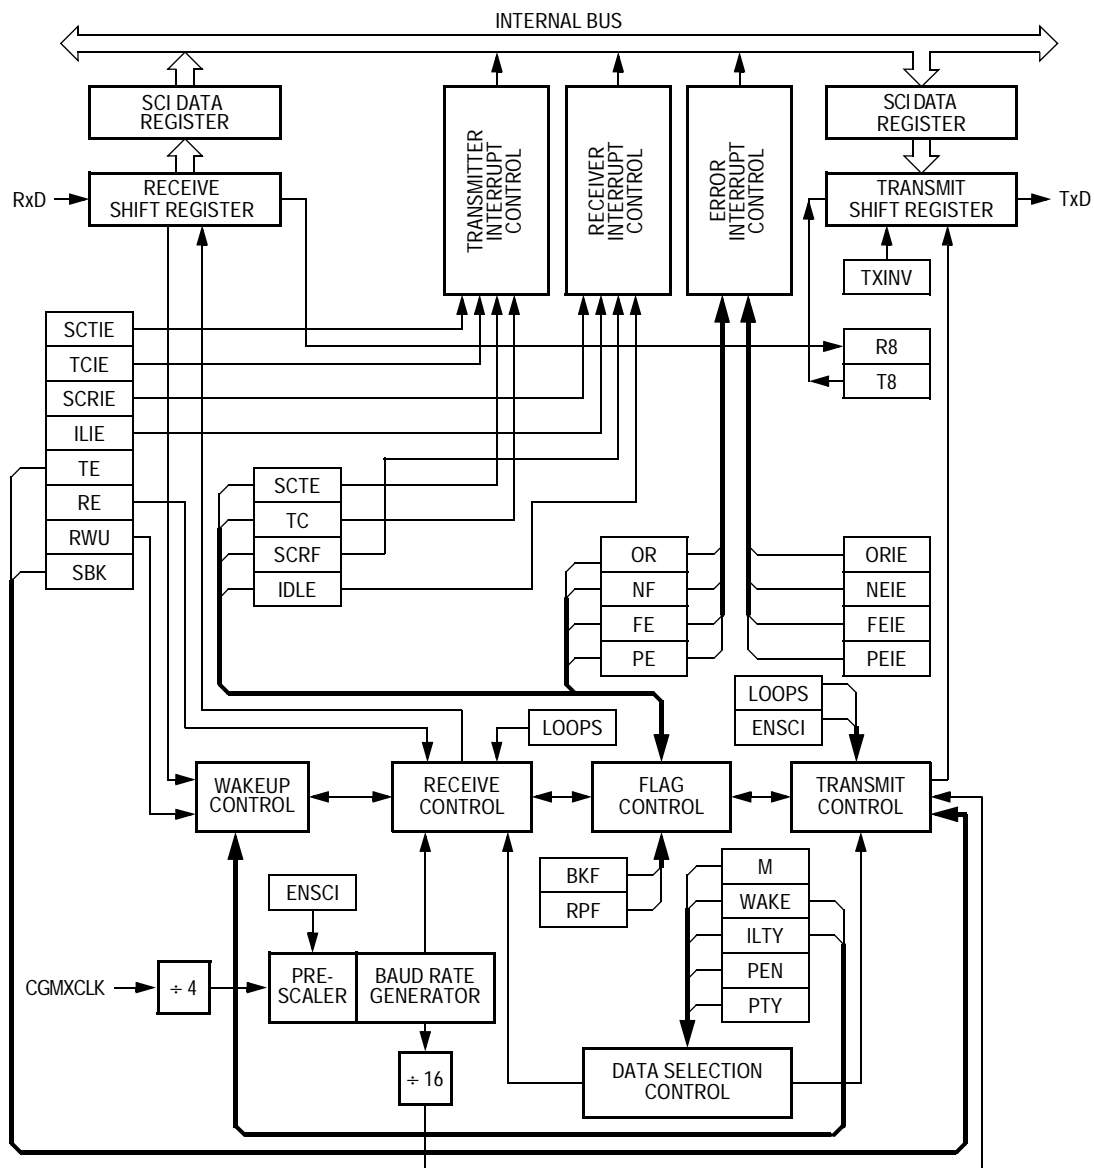 INTERNAL BUS
SCI DATA
REGISTER
RECEIVE
SHIFT REGISTER
RxD
TRANSMITTER
INTERRUPT
CONTROL
RECEIVER
INTERRUPT
CONTROL
ERROR
INTERRUPT
CONTROL
SCI DATA
REGISTER
TRANSMIT
SHIFT REGISTER
TxD
TXINV
R8
T8
SCTIE
TCIE
SCRIE
ILIE
TE
RE
RWU
SBK
SCTE
TC
SCRF
IDLE
OR
NF
FE
PE
ORIE
NEIE
FEIE
PEIE
LOOPS
ENSCI
LOOPS
WAKEUP
CONTROL
RECEIVE
CONTROL
FLAG
CONTROL
TRANSMIT
CONTROL
BKF
RPF
M
WAKE
ILTY
PEN
PTY
ENSCI
CGMXCLK
÷ 4
PRE-
SCALER
BAUD RATE
GENERATOR
÷ 16
DATA SELECTION
CONTROL